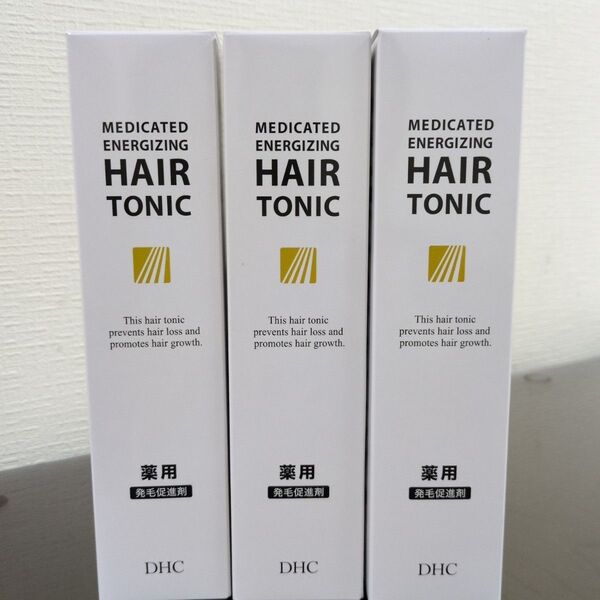 MEDICATED
ENERGIZING
HAIR
TONIC
This hair tonic
prevents hair loss and
promotes hair growth.
薬用
発毛促進剤
DHC
MEDICATED
ENERGIZING
HAIR
TONIC
This hair tonic
prevents hair loss and
promotes hair growth.
薬用
発毛促進剤
DHC
MEDICATED
ENERGIZING
HAIR
TONIC
This hair tonic
prevents hair loss and
promotes hair growth.
薬用
発毛促進剤
DHC